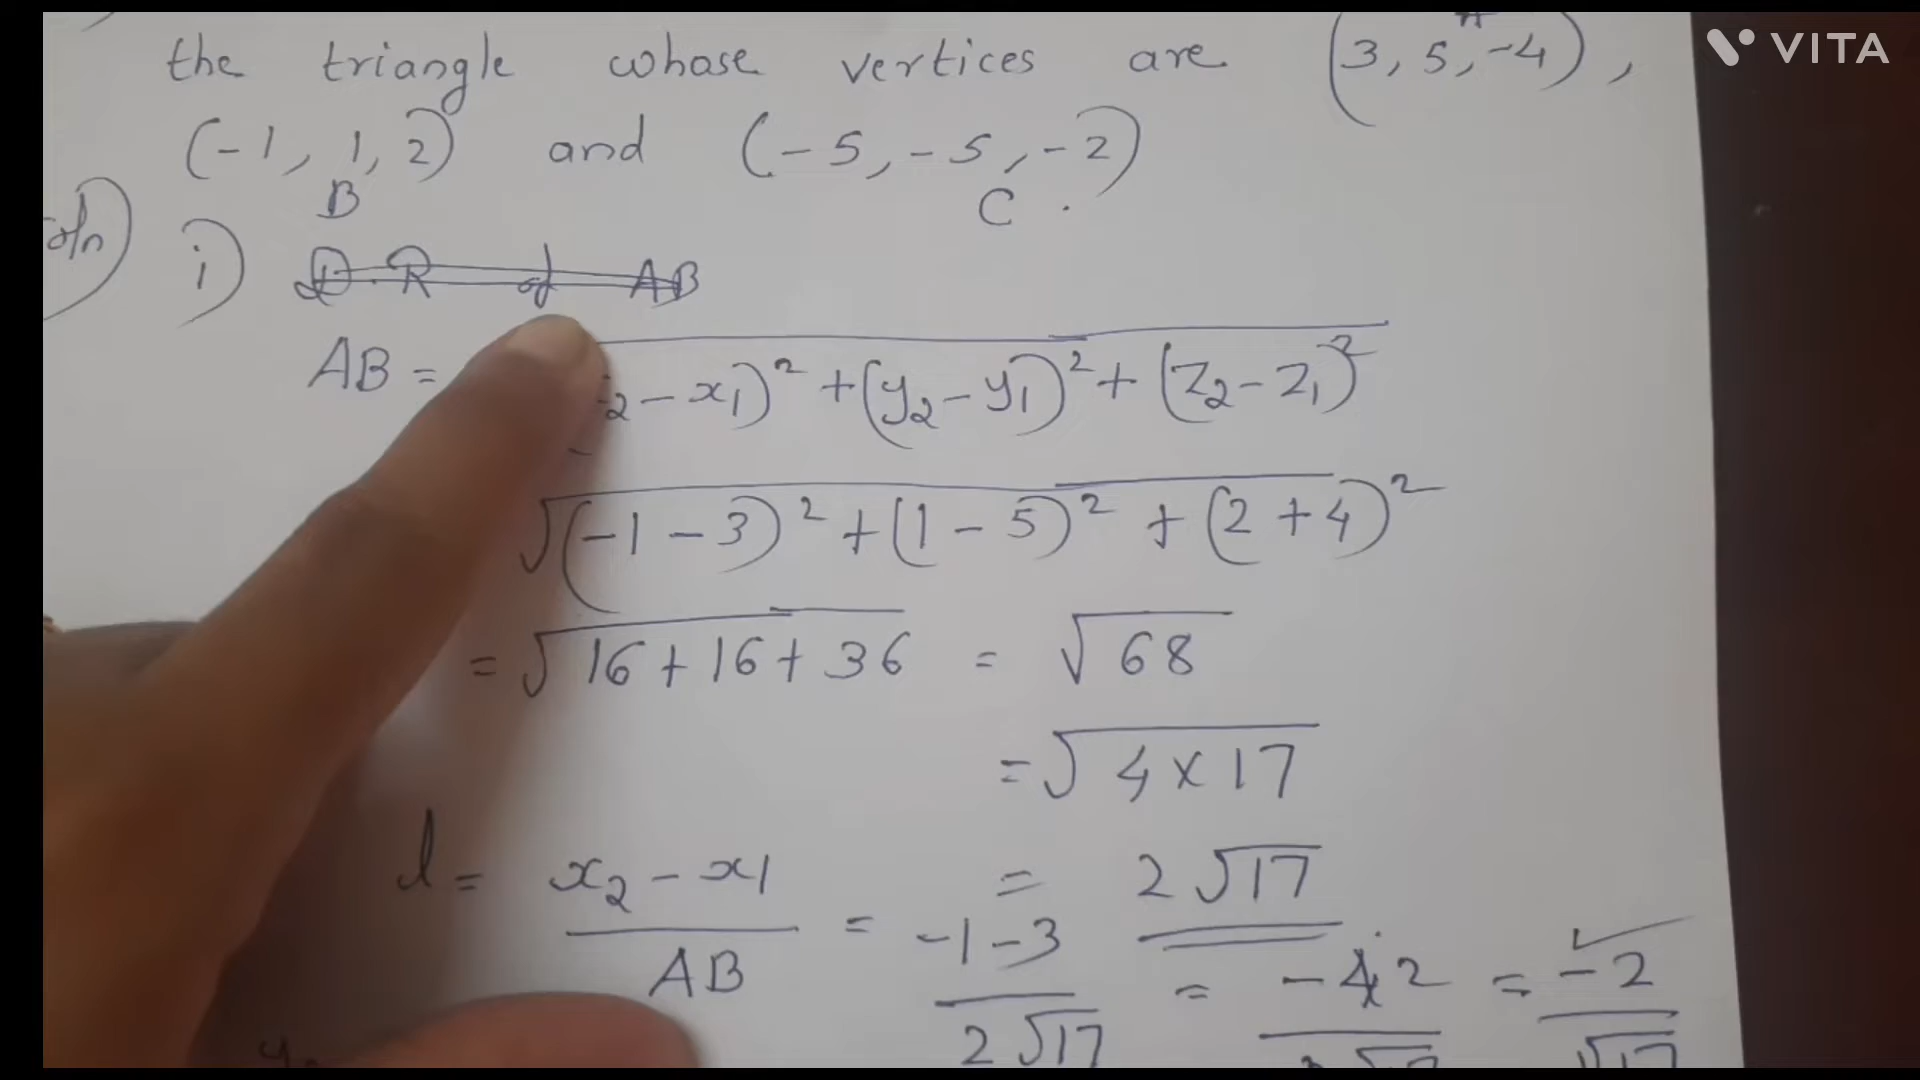 the triangle whose vertices are (3, 5, -4),
VITA
(-1, 1, 2) and (-5, -5, -2)
B C .
i) D.R of AB
AB = 2 - x1)² + (y2 - y1)² + (z2 - z1)²
√(-1 - 3)² + (1 - 5)² + (2 + 4)²
= √16 + 16 + 36 = √68
= √4 × 17
= 2√17
l = x2 - x1 / AB = -1 - 3 / 2√17 = -4 2 / = -2 / √17